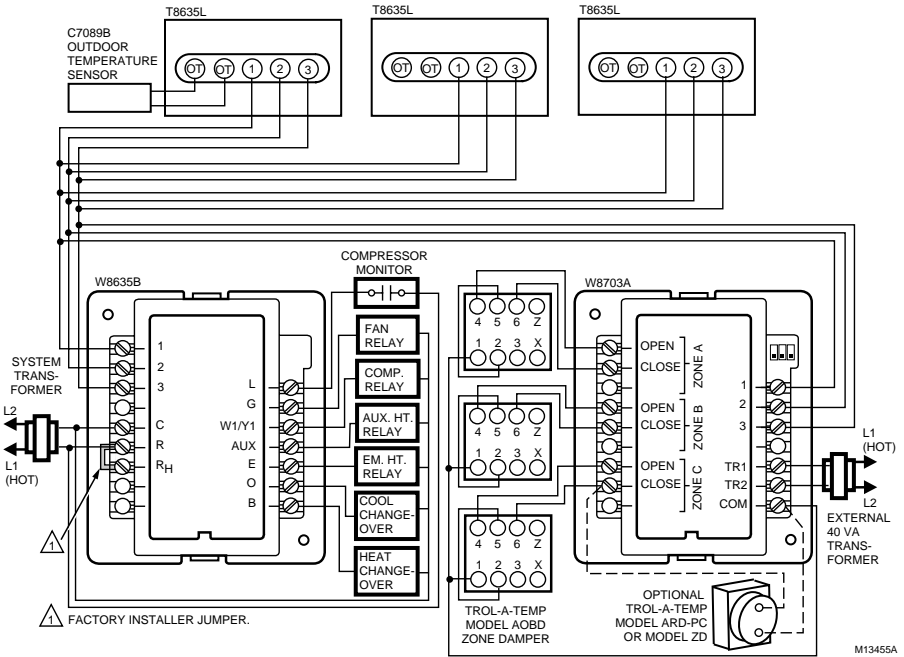 T8635L
T8635L
T8635L
C7089B
OUTDOOR
TEMPERATURE
SENSOR
OT OT 1 2 3
OT OT 1 2 3
OT OT 1 2 3
W8635B
COMPRESSOR
MONITOR
W8703A
SYSTEM
TRANS-
FORMER
L2
L1
(HOT)
1
2
3
C
R
RH
L
G
W1/Y1
AUX
E
O
B
FAN
RELAY
COMP.
RELAY
AUX. HT.
RELAY
EM. HT.
RELAY
COOL
CHANGE-
OVER
HEAT
CHANGE-
OVER
4 5 6 Z
1 2 3 X
4 5 6 Z
1 2 3 X
4 5 6 Z
1 2 3 X
TROL-A-TEMP
MODEL AOBD
ZONE DAMPER
OPEN
CLOSE
ZONE A
OPEN
CLOSE
ZONE B
OPEN
CLOSE
ZONE C
1
2
3
TR1
TR2
COM
L1
(HOT)
L2
EXTERNAL
40 VA
TRANS-
FORMER
OPTIONAL
TROL-A-TEMP
MODEL ARD-PC
OR MODEL ZD
1
1 FACTORY INSTALLER JUMPER.
M13455A